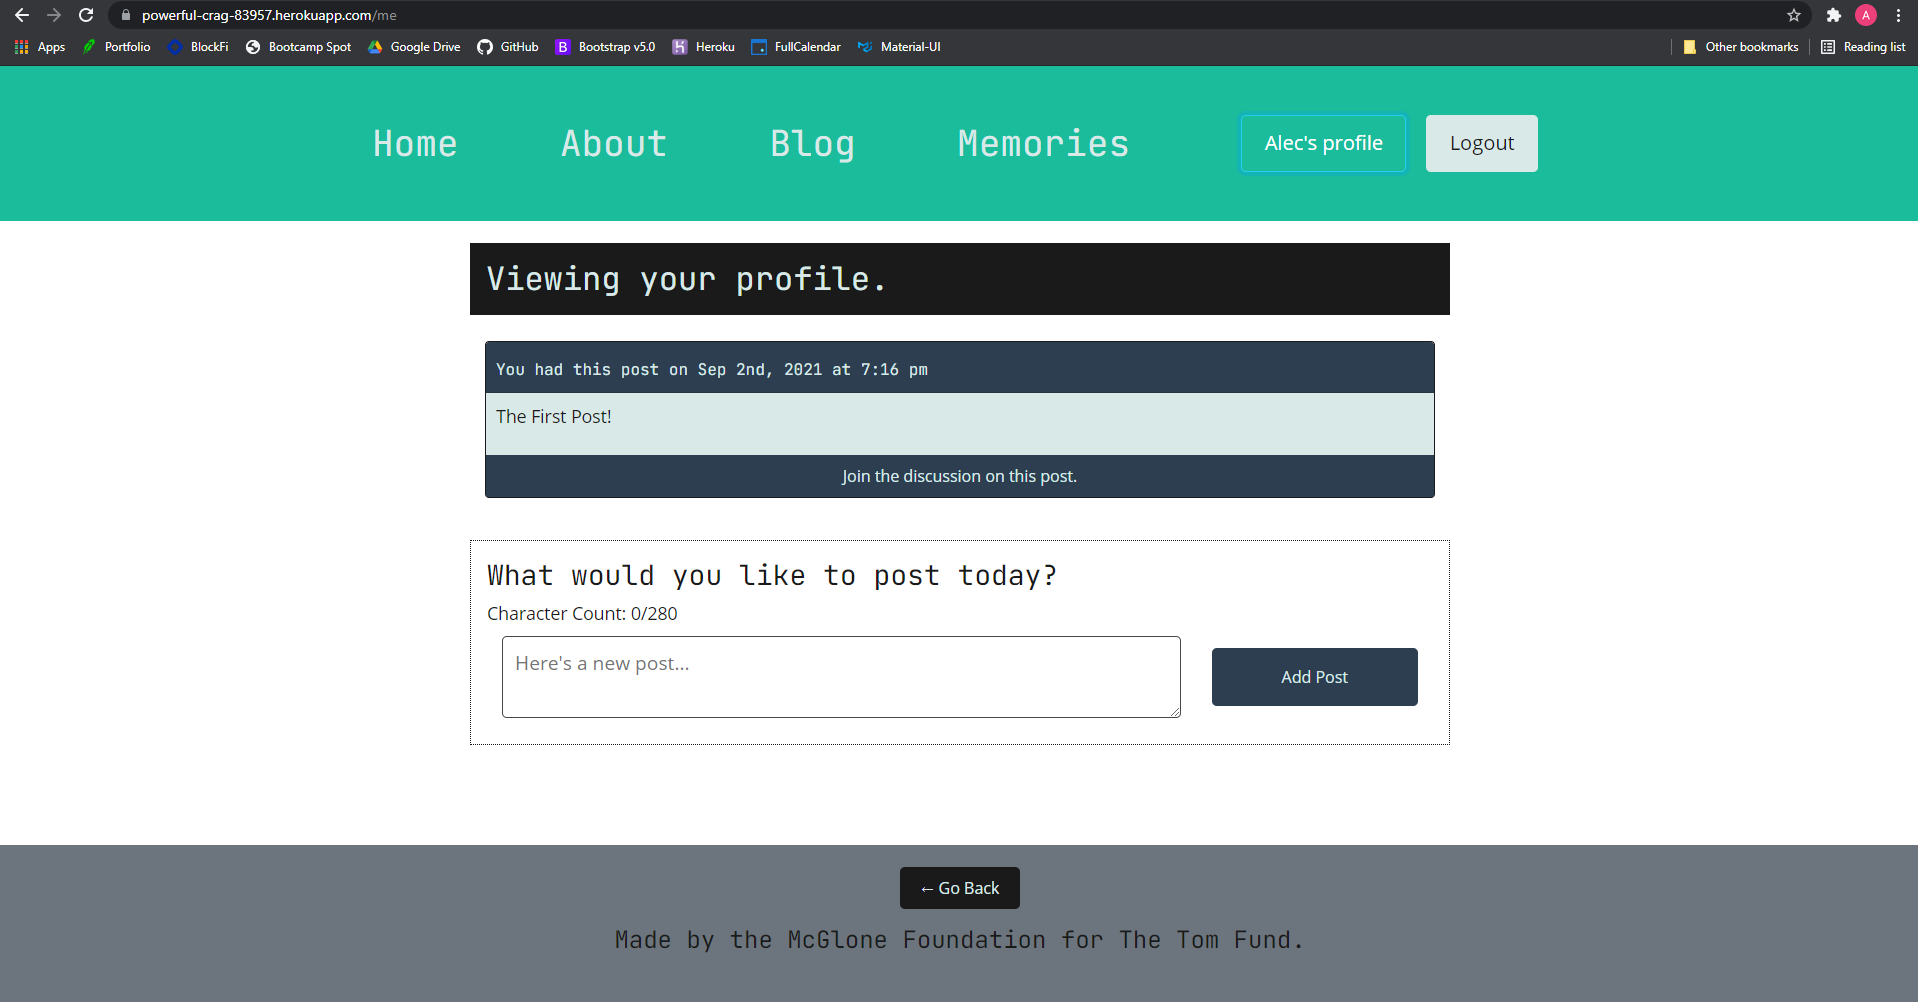 powerful-crag-83957.herokuapp.com/me
A
Apps Portfolio BlockFi Bootcamp Spot Google Drive GitHub B Bootstrap v5.0 Heroku FullCalendar Material-UI Other bookmarks Reading list
Home About Blog Memories Alec's profile Logout
Viewing your profile.
You had this post on Sep 2nd, 2021 at 7:16 pm
The First Post!
Join the discussion on this post.
What would you like to post today?
Character Count: 0/280
Here's a new post...
Add Post
← Go Back
Made by the McGlone Foundation for The Tom Fund.